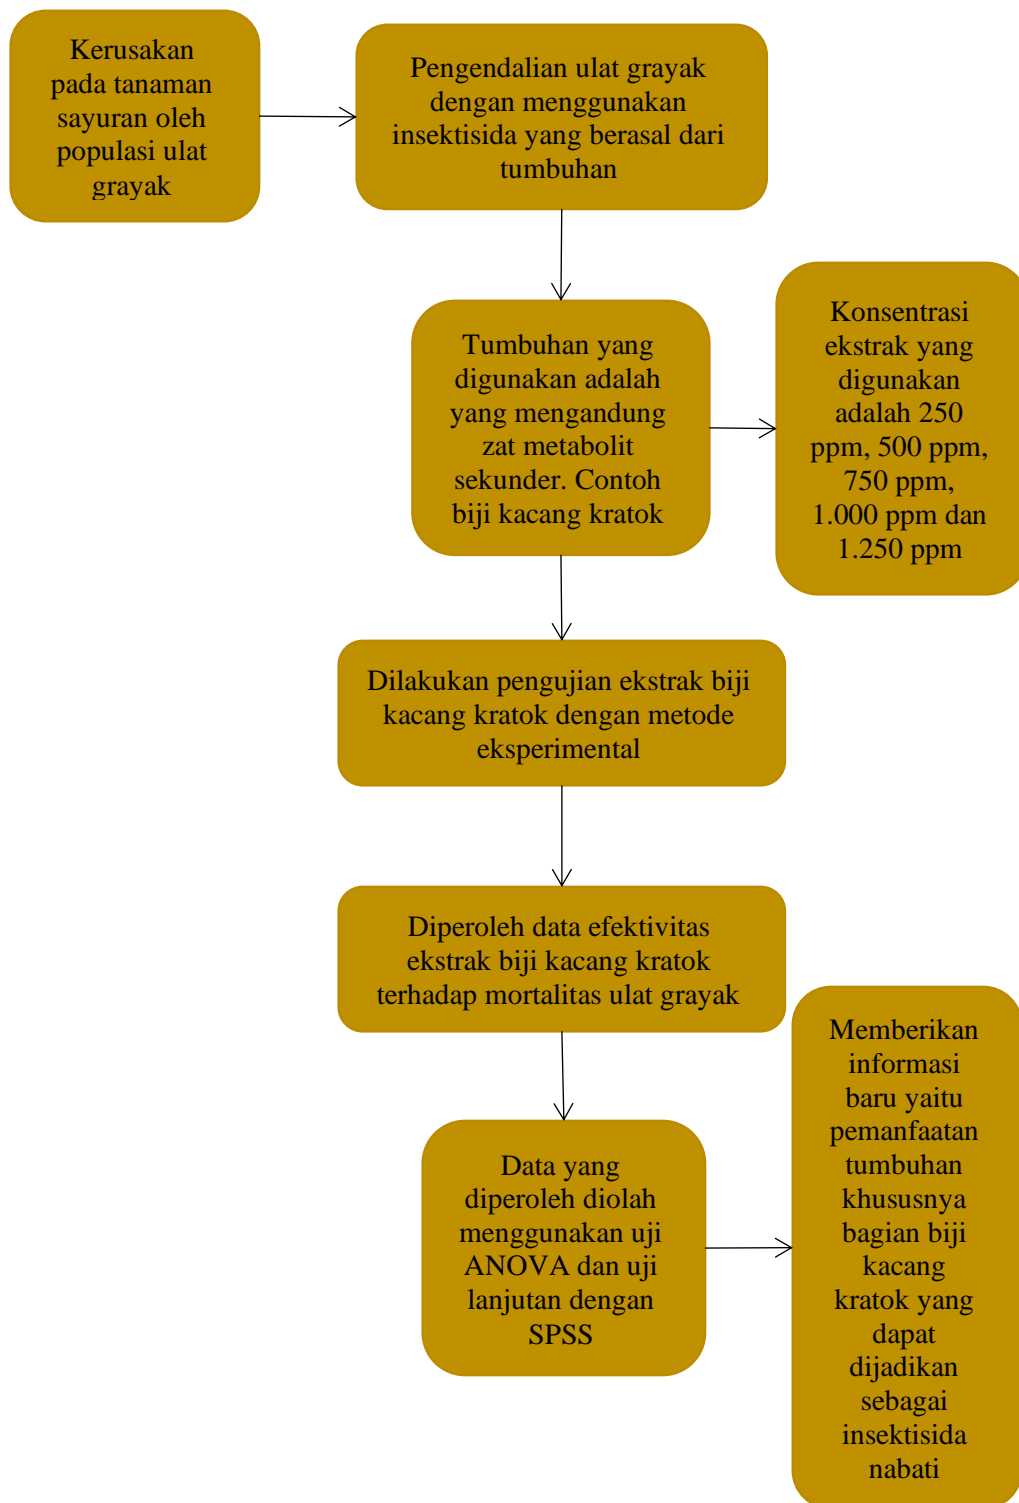 Kerusakan
pada tanaman
sayuran oleh
populasi ulat
grayak
Pengendalian ulat grayak
dengan menggunakan
insektisida yang berasal dari
tumbuhan
Tumbuhan yang
digunakan adalah
yang mengandung
zat metabolit
sekunder. Contoh
biji kacang kratok
Konsentrasi
ekstrak yang
digunakan
adalah 250
ppm, 500 ppm,
750 ppm,
1.000 ppm dan
1.250 ppm
Dilakukan pengujian ekstrak biji
kacang kratok dengan metode
eksperimental
Diperoleh data efektivitas
ekstrak biji kacang kratok
terhadap mortalitas ulat grayak
Data yang
diperoleh diolah
menggunakan uji
ANOVA dan uji
lanjutan dengan
SPSS
Memberikan
informasi
baru yaitu
pemanfaatan
tumbuhan
khususnya
bagian biji
kacang
kratok yang
dapat
dijadikan
sebagai
insektisida
nabati